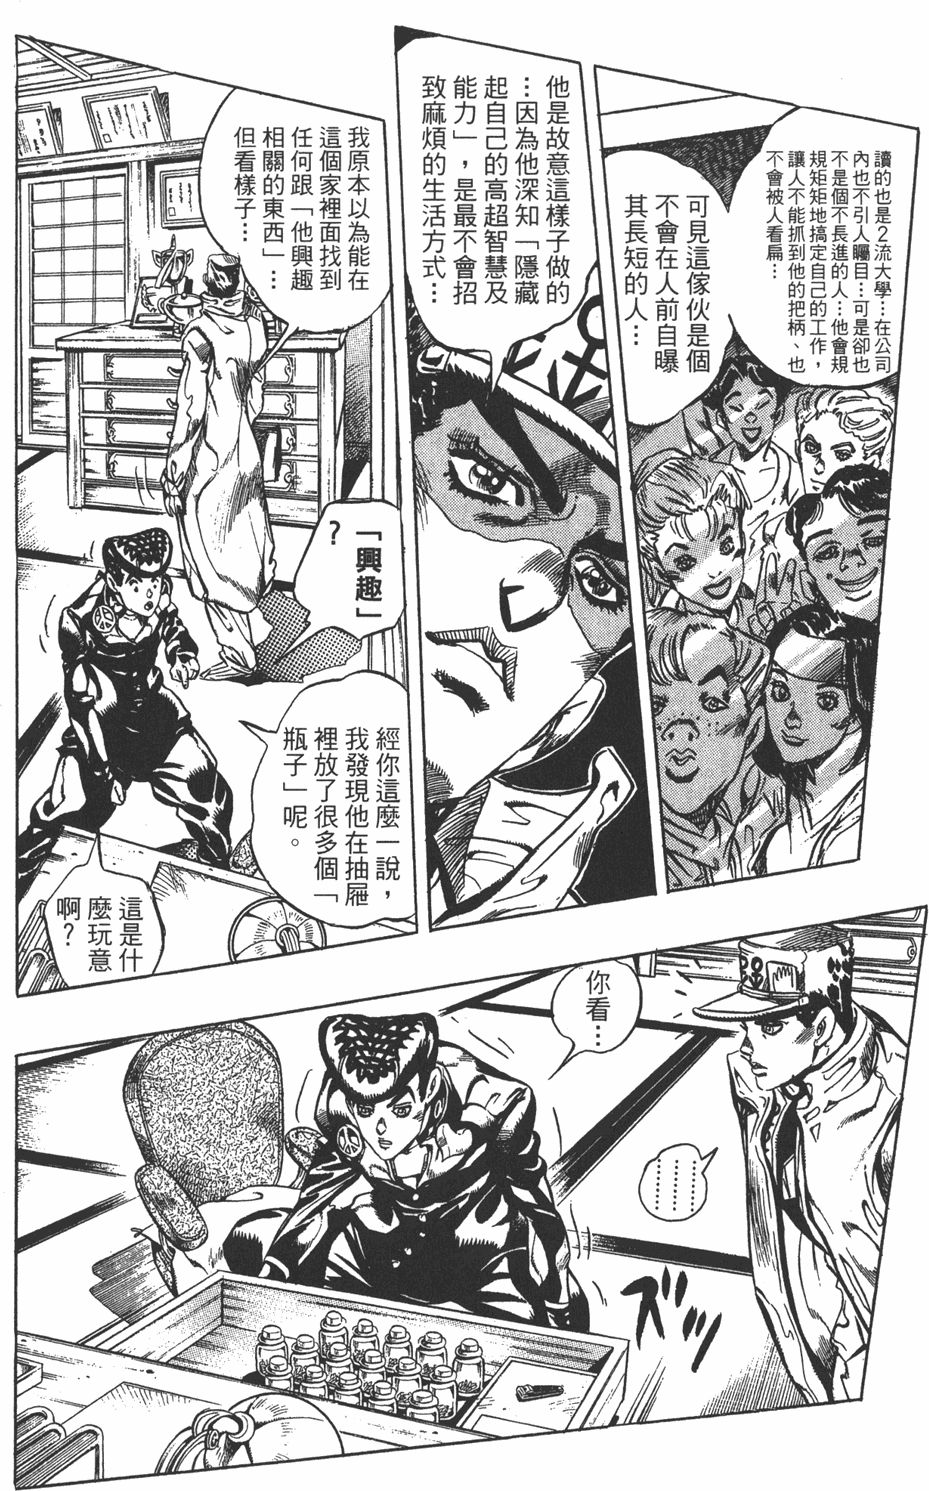 讀的也是2流大學…在公司
內也不引人矚目…可是卻也
不是個不長進的人…他會規
規矩矩地搞定自己的工作，
讓人不能抓到他的把柄、也
不會被人看扁…
可見這傢伙是個
不會在人前自曝
其長短的人…
他是故意這樣子做的
…因為他深知「隱藏
起自己的高超智慧及
能力」，是最不會招
致麻煩的生活方式…
我原本以為能在
這個家裡面找到
任何跟「他興趣
相關的東西」…
但看樣子…
「興趣」
？
經你這麼一說，
我發現他在抽屜
裡放了很多個「
瓶子」呢。
這是什
麼玩意
啊？
你看…
………
………
ズッ